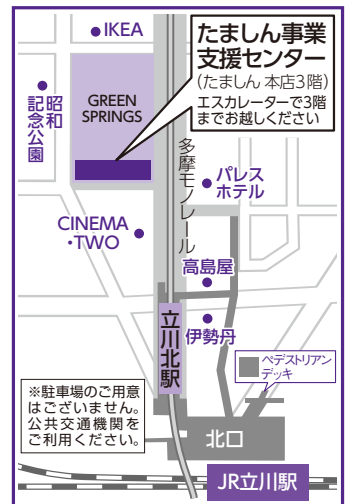 IKEA
たましん事業
支援センター
(たましん 本店3階)
エスカレーターで3階
までお越しください
昭和
記念公園
GREEN
SPRINGS
多摩モノレール
パレス
ホテル
CINEMA
・TWO
高島屋
伊勢丹
立川北駅
ペデストリアン
デッキ
※駐車場のご用意
はございません。
公共交通機関を
ご利用ください。
北口
JR立川駅